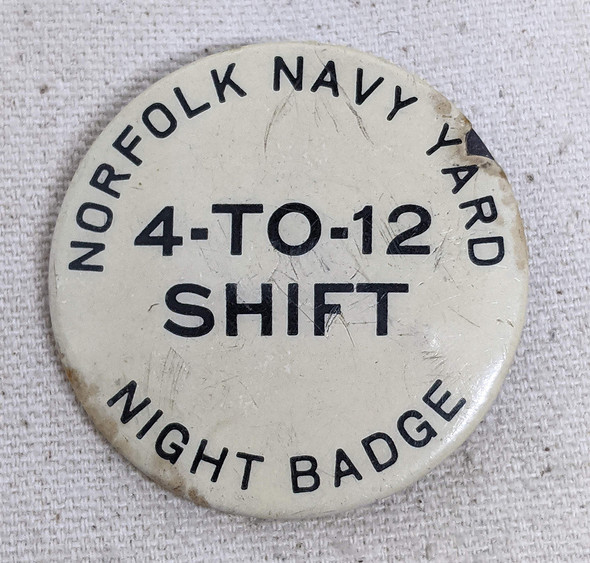 NORFOLK NAVY YARD
4-TO-12
SHIFT
NIGHT BADGE